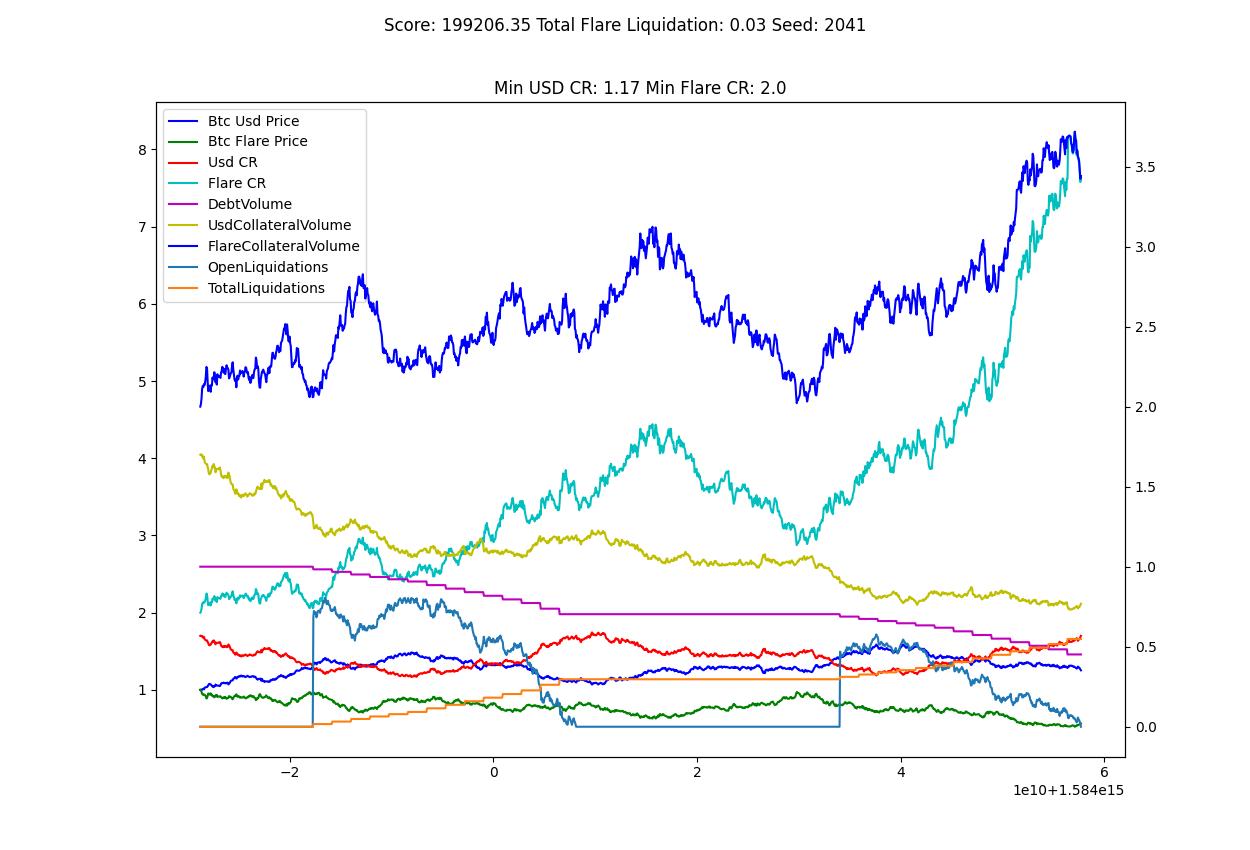 Score: 199206.35 Total Flare Liquidation: 0.03 Seed: 2041
Min USD CR: 1.17 Min Flare CR: 2.0
Btc Usd Price
Btc Flare Price
Usd CR
Flare CR
DebtVolume
UsdCollateralVolume
FlareCollateralVolume
OpenLiquidations
TotalLiquidations
8
7
6
5
4
3
2
1
3.5
3.0
2.5
2.0
1.5
1.0
0.5
0.0
−2 0 2 4 6
1e10+1.584e15